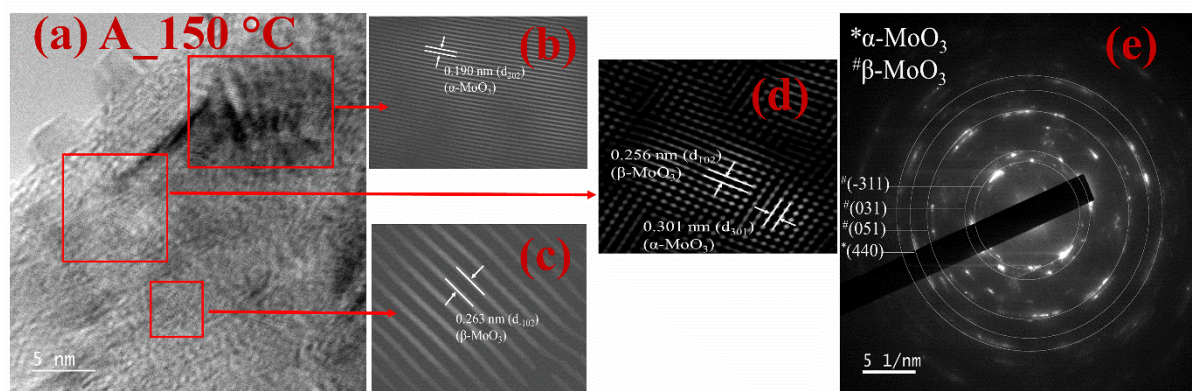 (a) A_150 °C
5 nm
(b)
0.190 nm (d₂₀₂)
(α-MoO₃)
(c)
0.263 nm (d₋₁₀₂)
(β-MoO₃)
(d)
0.256 nm (d₁₀₂)
(β-MoO₃)
0.301 nm (d₃₀₁)
(α-MoO₃)
*α-MoO₃
#β-MoO₃
(e)
#(-311)
#(031)
#(051)
*(440)
5 1/nm